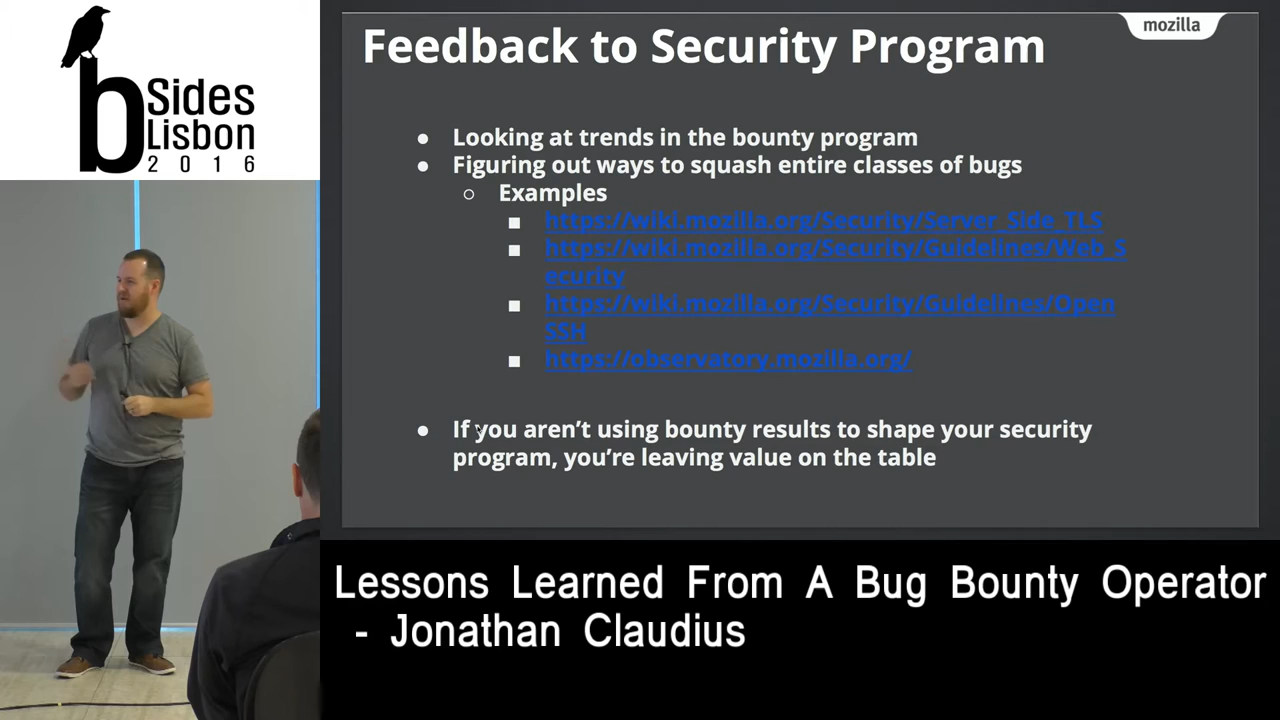 b
Sides
Lisbon
2016
mozilla
Feedback to Security Program
● Looking at trends in the bounty program
● Figuring out ways to squash entire classes of bugs
○ Examples
■ https://wiki.mozilla.org/Security/Server_Side_TLS
■ https://wiki.mozilla.org/Security/Guidelines/Web_S
ecurity
■ https://wiki.mozilla.org/Security/Guidelines/Open
SSH
■ https://observatory.mozilla.org/
● If you aren’t using bounty results to shape your security
program, you’re leaving value on the table
Lessons Learned From A Bug Bounty Operator
- Jonathan Claudius